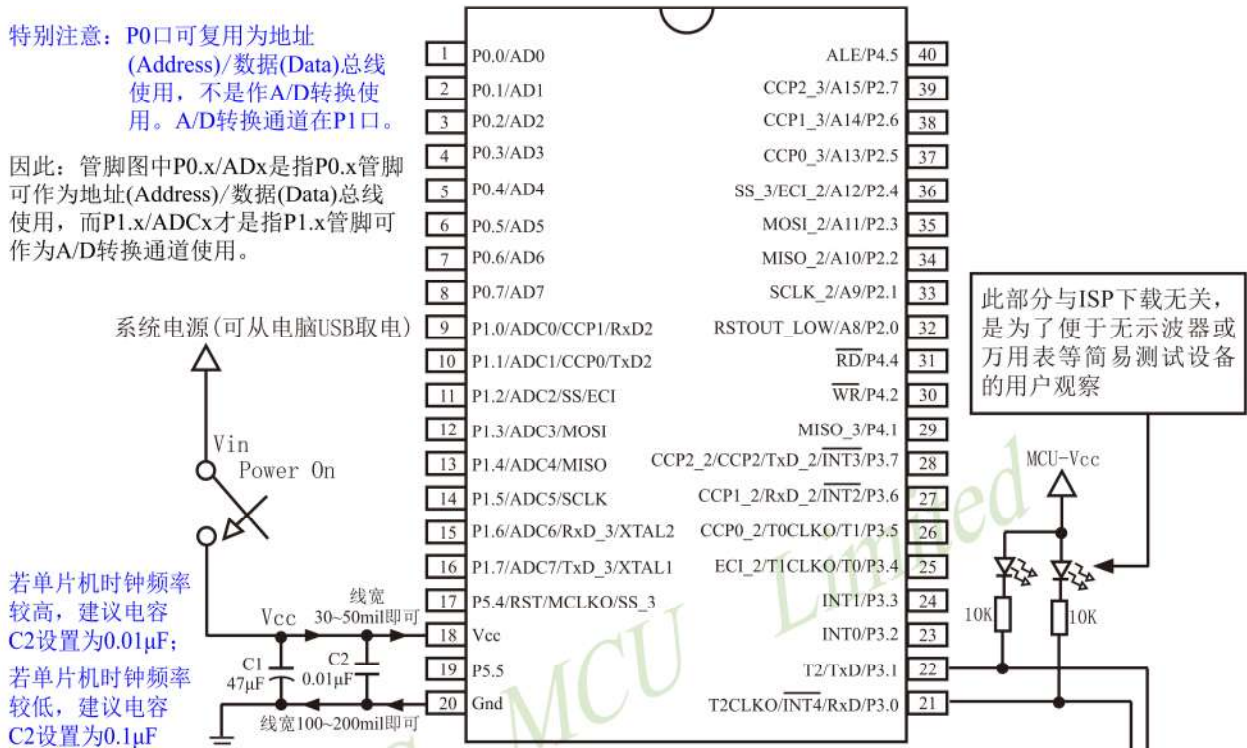 特别注意：P0口可复用为地址
(Address)/数据(Data)总线
使用，不是作A/D转换使
用。A/D转换通道在P1口。
因此：管脚图中P0.x/ADx是指P0.x管脚
可作为地址(Address)/数据(Data)总线
使用，而P1.x/ADCx才是指P1.x管脚可
作为A/D转换通道使用。
系统电源(可从电脑USB取电)
Vin
Power On
若单片机时钟频率
较高，建议电容
C2设置为0.01μF；
若单片机时钟频率
较低，建议电容
C2设置为0.1μF
Vcc
线宽
30~50mil即可
C1
47μF
C2
0.01μF
线宽100~200mil即可
1 P0.0/AD0
2 P0.1/AD1
3 P0.2/AD2
4 P0.3/AD3
5 P0.4/AD4
6 P0.5/AD5
7 P0.6/AD6
8 P0.7/AD7
9 P1.0/ADC0/CCP1/RxD2
10 P1.1/ADC1/CCP0/TxD2
11 P1.2/ADC2/SS/ECI
12 P1.3/ADC3/MOSI
13 P1.4/ADC4/MISO
14 P1.5/ADC5/SCLK
15 P1.6/ADC6/RxD_3/XTAL2
16 P1.7/ADC7/TxD_3/XTAL1
17 P5.4/RST/MCLKO/SS_3
18 Vcc
19 P5.5
20 Gnd
ALE/P4.5 40
CCP2_3/A15/P2.7 39
CCP1_3/A14/P2.6 38
CCP0_3/A13/P2.5 37
SS_3/ECI_2/A12/P2.4 36
MOSI_2/A11/P2.3 35
MISO_2/A10/P2.2 34
SCLK_2/A9/P2.1 33
RSTOUT_LOW/A8/P2.0 32
RD/P4.4 31
WR/P4.2 30
MISO_3/P4.1 29
CCP2_2/CCP2/TxD_2/INT3/P3.7 28
CCP1_2/RxD_2/INT2/P3.6 27
CCP0_2/T0CLKO/T1/P3.5 26
ECI_2/T1CLKO/T0/P3.4 25
INT1/P3.3 24
INT0/P3.2 23
T2/TxD/P3.1 22
T2CLKO/INT4/RxD/P3.0 21
此部分与ISP下载无关，
是为了便于无示波器或
万用表等简易测试设备
的用户观察
MCU-Vcc
10K
10K
MCU Limited